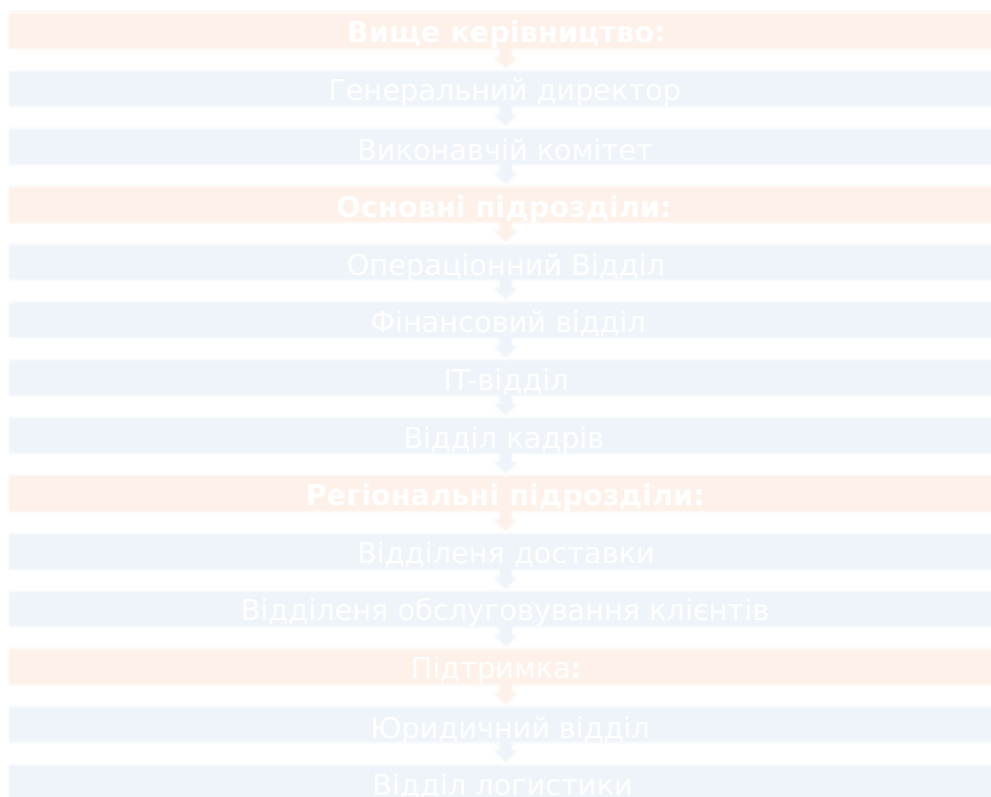 Вище керівництво:
Генеральний директор
Виконавчій комітет
Основні підрозділи:
Операціонний Відділ
Фінансовий відділ
ІТ-відділ
Відділ кадрів
Регіональні підрозділи:
Відділеня доставки
Відділеня обслуговування клієнтів
Підтримка:
Юридичний відділ
Відділ логистики